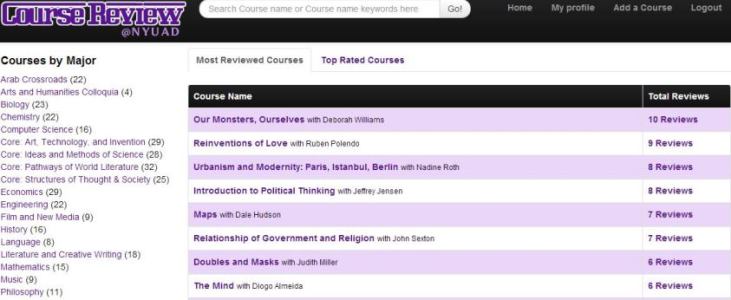 Course Review
@NYUAD
Search Course name or Course name keywords here
Go!
Home
My profile
Add a Course
Logout
Courses by Major
Arab Crossroads (22)
Arts and Humanities Colloquia (4)
Biology (23)
Chemistry (22)
Computer Science (16)
Core: Art, Technology, and Invention (29)
Core: Ideas and Methods of Science (28)
Core: Pathways of World Literature (32)
Core: Structures of Thought & Society (25)
Economics (29)
Engineering (22)
Film and New Media (9)
History (16)
Language (8)
Literature and Creative Writing (18)
Mathematics (15)
Music (9)
Philosophy (11)
Most Reviewed Courses
Top Rated Courses
Course Name Total Reviews
Our Monsters, Ourselves with Deborah Williams 10 Reviews
Reinventions of Love with Ruben Polendo 9 Reviews
Urbanism and Modernity: Paris, Istanbul, Berlin with Nadine Roth 8 Reviews
Introduction to Political Thinking with Jeffrey Jensen 8 Reviews
Maps with Dale Hudson 7 Reviews
Relationship of Government and Religion with John Sexton 7 Reviews
Doubles and Masks with Judith Miller 6 Reviews
The Mind with Diogo Almeida 6 Reviews